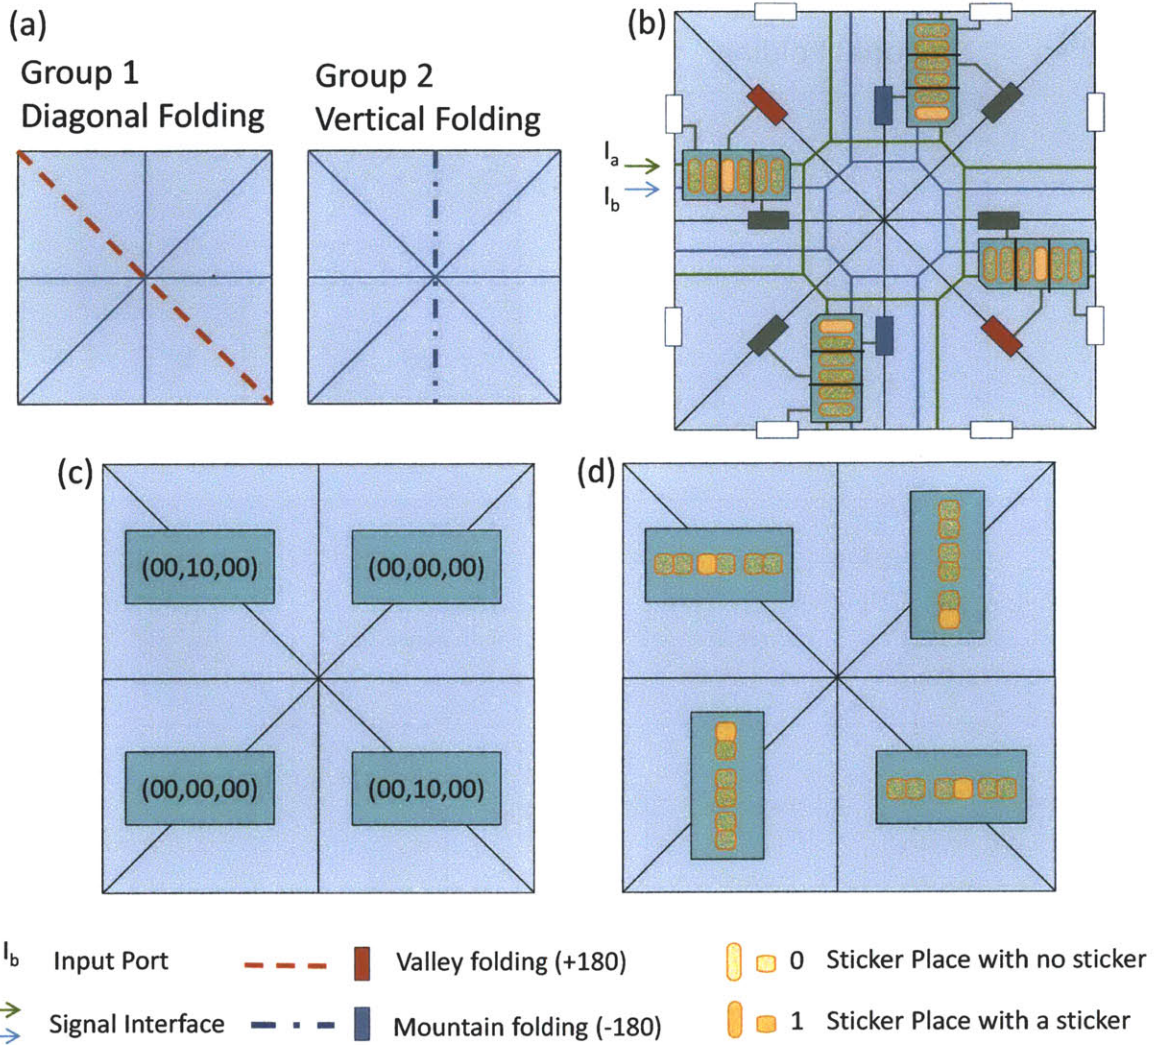 (a)
Group 1
Diagonal Folding
Group 2
Vertical Folding
(b)
Ia
Ib
(c)
(00,10,00)
(00,00,00)
(00,00,00)
(00,10,00)
(d)
Ib
Input Port
Valley folding (+180)
0 Sticker Place with no sticker
Signal Interface
Mountain folding (-180)
1 Sticker Place with a sticker